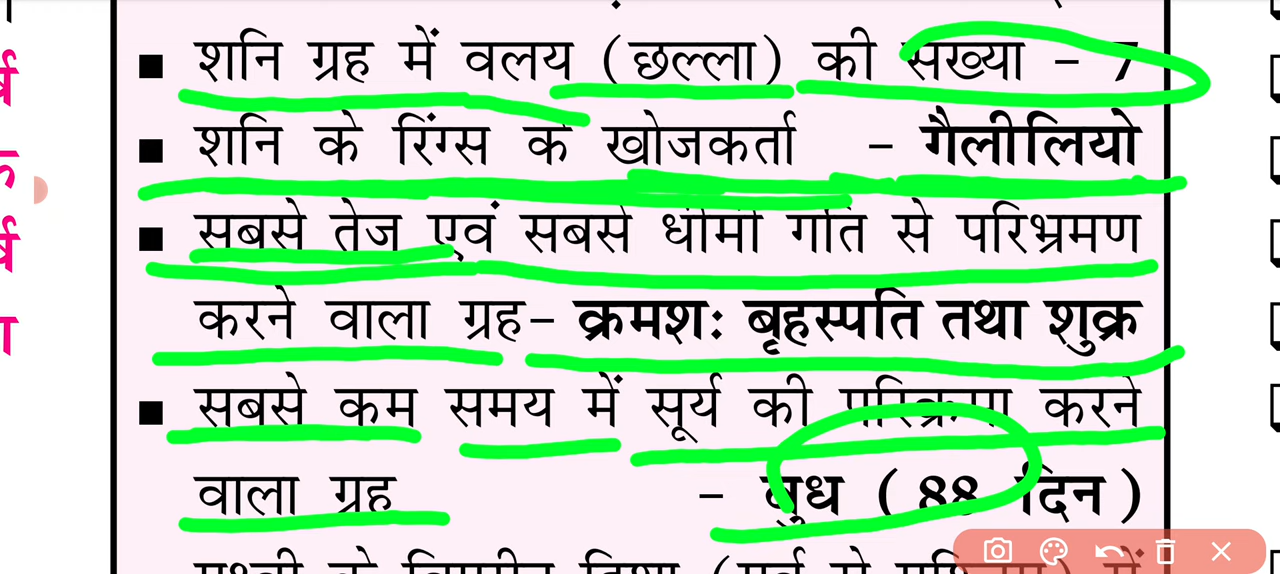 ■ शनि ग्रह में वलय (छल्ला) की संख्या – 7
■ शनि के रिंग्स के खोजकर्ता – गैलीलियो
■ सबसे तेज एवं सबसे धीमी गति से परिभ्रमण
करने वाला ग्रह– क्रमशः बृहस्पति तथा शुक्र
■ सबसे कम समय में सूर्य की परिक्रमा करने
वाला ग्रह – बुध ( 88 दिन )